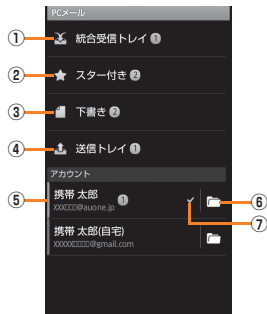 PCメール
① 統合受信トレイ 1
② スター付き 2
③ 下書き 2
④ 送信トレイ 1
アカウント
⑤ 携帯 太郎 1
XXX□□□@auone.jp
⑥
⑦
携帯 太郎(自宅)
XXXXX□□□@gmail.com